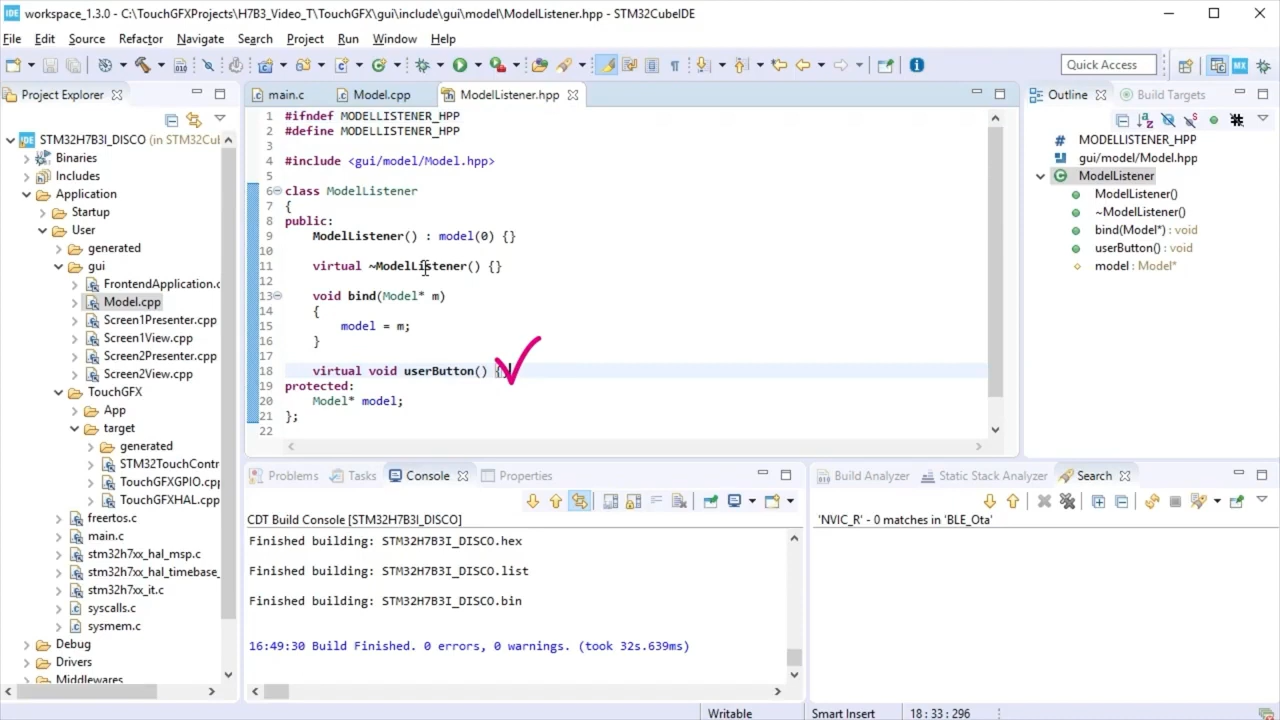 workspace_1.3.0 - C:\TouchGFXProjects\H7B3_Video_T\TouchGFX\gui\include\gui\model\ModelListener.hpp - STM32CubeIDE
File Edit Source Refactor Navigate Search Project Run Window Help
Quick Access
Project Explorer
STM32H7B3I_DISCO (in STM32Cul
Binaries
Includes
Application
Startup
User
generated
gui
FrontendApplication.c
Model.cpp
Screen1Presenter.cpp
Screen1View.cpp
Screen2Presenter.cpp
Screen2View.cpp
TouchGFX
App
target
generated
STM32TouchContr
TouchGFXGPIO.cpp
TouchGFXHAL.cpp
freertos.c
main.c
stm32h7xx_hal_msp.c
stm32h7xx_hal_timebase_
stm32h7xx_it.c
syscalls.c
sysmem.c
Debug
Drivers
Middlewares
main.c Model.cpp ModelListener.hpp
1 #ifndef MODELLISTENER_HPP
2 #define MODELLISTENER_HPP
3
4 #include <gui/model/Model.hpp>
5
6 class ModelListener
7 {
8 public:
9 ModelListener() : model(0) {}
10
11 virtual ~ModelListener() {}
12
13 void bind(Model* m)
14 {
15 model = m;
16 }
17
18 virtual void userButton() {
19 protected:
20 Model* model;
21 };
22
Outline Build Targets
MODELLISTENER_HPP
gui/model/Model.hpp
ModelListener
ModelListener()
~ModelListener()
bind(Model*) : void
userButton() : void
model : Model*
Problems Tasks Console Properties
CDT Build Console [STM32H7B3I_DISCO]
Finished building: STM32H7B3I_DISCO.hex
Finished building: STM32H7B3I_DISCO.list
Finished building: STM32H7B3I_DISCO.bin
16:49:30 Build Finished. 0 errors, 0 warnings. (took 32s.639ms)
Build Analyzer Static Stack Analyzer Search
'NVIC_R' - 0 matches in 'BLE_Ota'
Writable Smart Insert 18 : 33 : 296